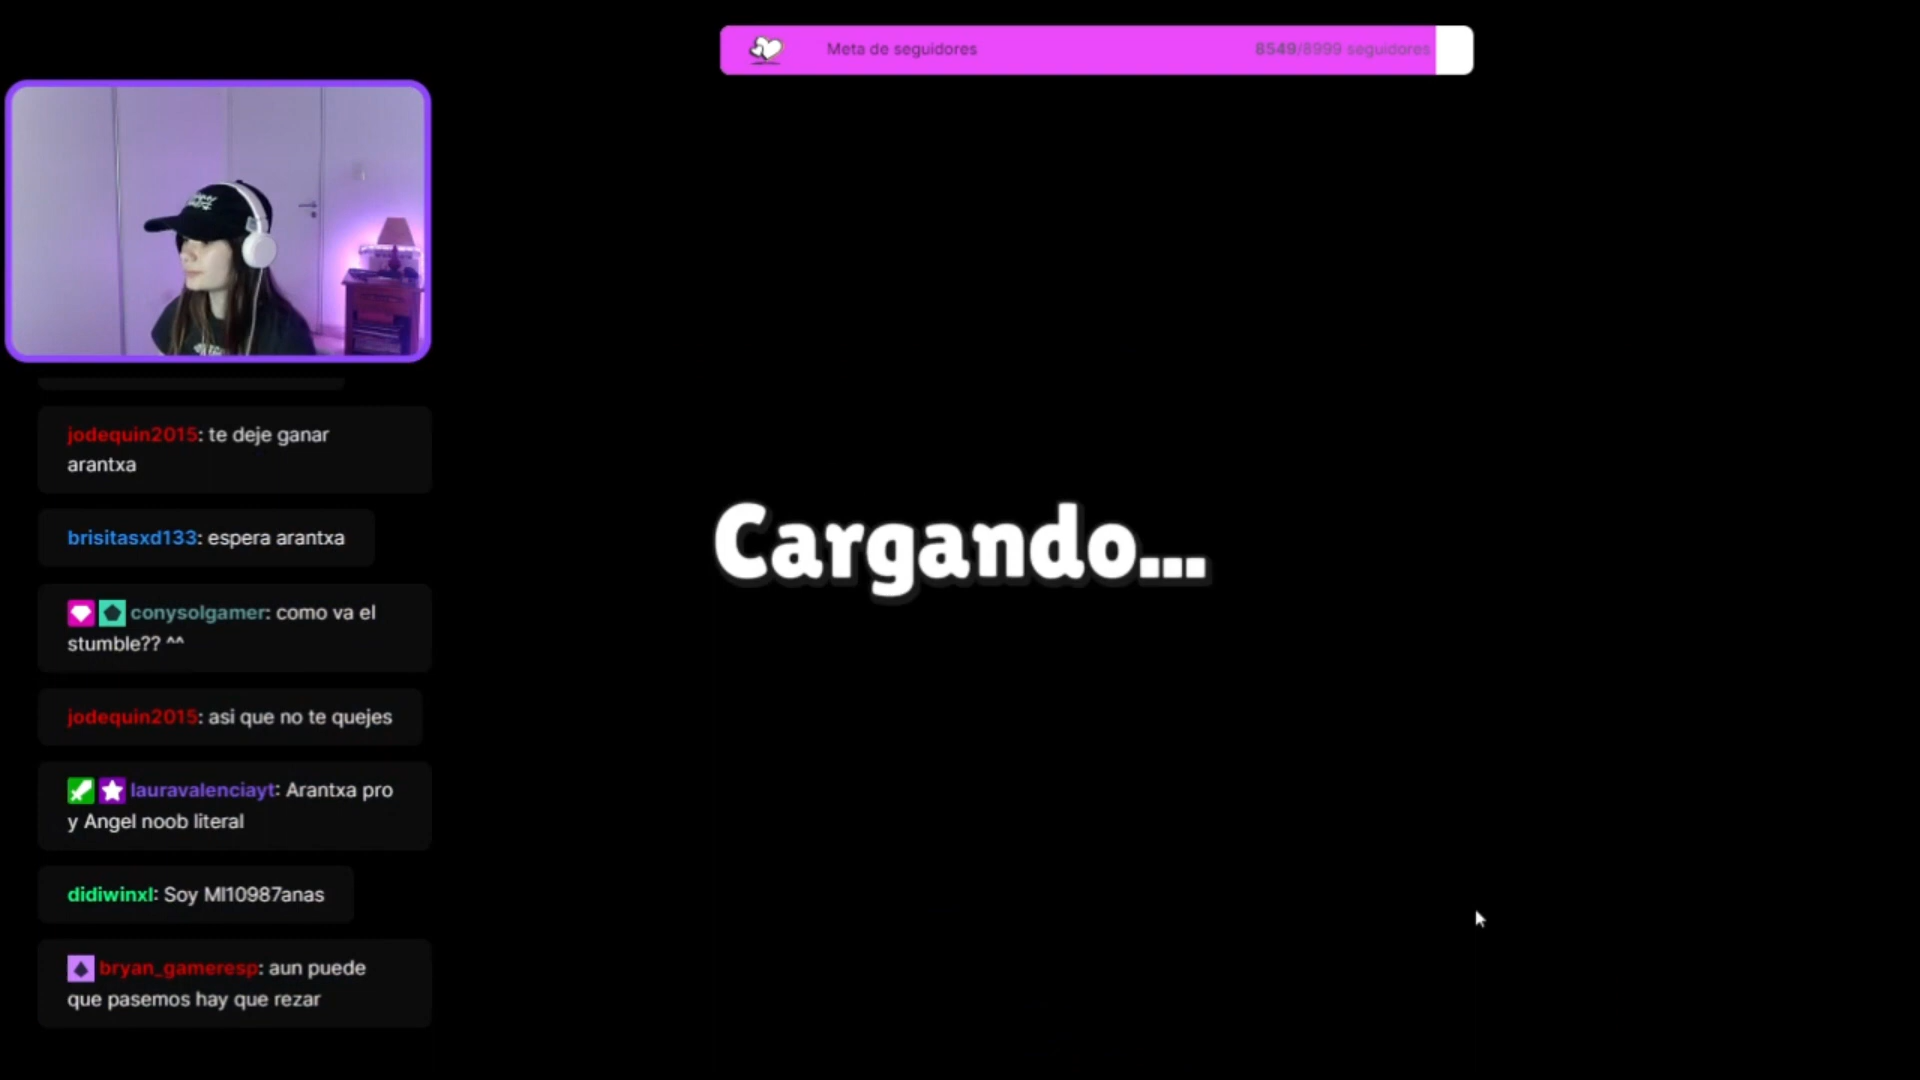 Meta de seguidores
8549/8999 seguidores
jodequin2015: te deje ganar
arantxa
brisitasxd133: espera arantxa
conysolgamer: como va el
stumble?? ^^
jodequin2015: asi que no te quejes
lauravalenciayt: Arantxa pro
y Angel noob literal
didiwinxl: Soy MI10987anas
bryan_gameresp: aun puede
que pasemos hay que rezar
Cargando...